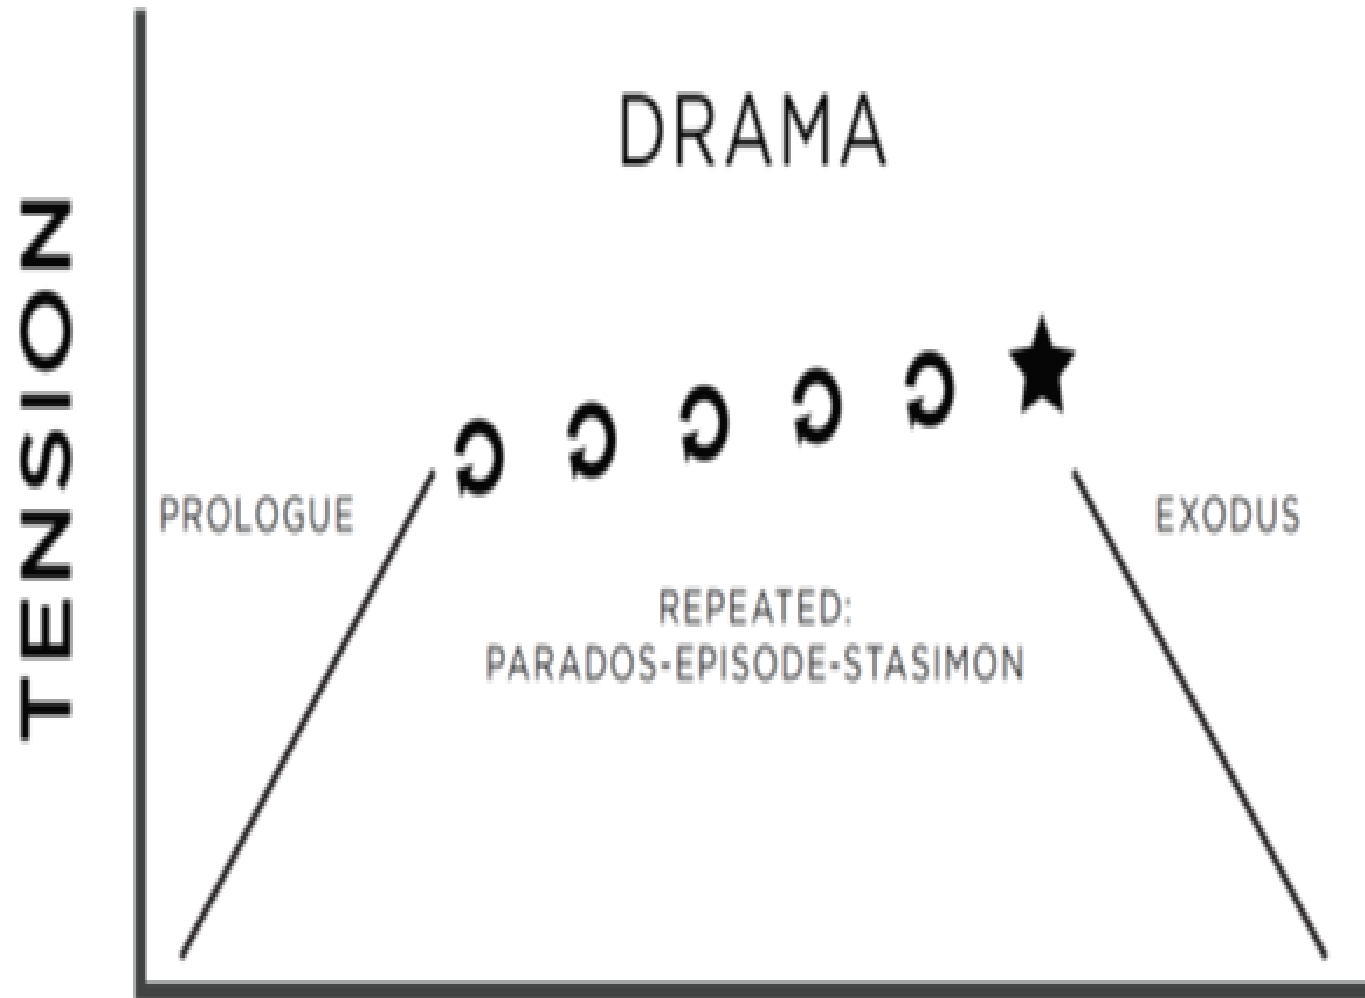 DRAMA
TENSION
PROLOGUE
EXODUS
REPEATED:
PARADOS-EPISODE-STASIMON